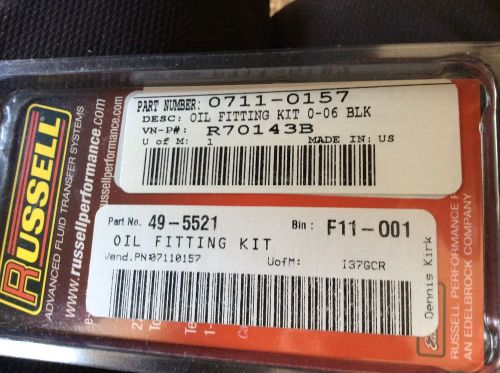 RUSSELL
ADVANCED FLUID TRANSFER SYSTEMS
www.russellperformance.com
PART NUMBER: 0711-0157
DESC: OIL FITTING KIT 0-06 BLK
VN-P#: R70143B
U of M: 1 MADE IN: US
Part No. 49-5521 Bin: F11-001
OIL FITTING KIT
Vend.PN:07110157 UofM: 137GCR
Dennis Kirk
RUSSELL PERFORMANCE
AN EDELBROCK COMPANY